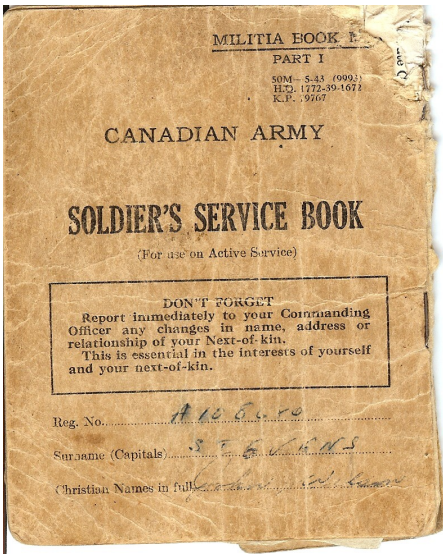 MILITIA BOOK
PART I
50M—5-43 (9993)
H.Q. 1772-39-1672
K.P. 19767
CANADIAN ARMY
SOLDIER'S SERVICE BOOK
(For use on Active Service)
DON'T FORGET
Report immediately to your Commanding
Officer any changes in name, address or
relationship of your Next-of-kin.
This is essential in the interests of yourself
and your next-of-kin.
Reg. No.
Surname (Capitals) STEVENS
Christian Names in full